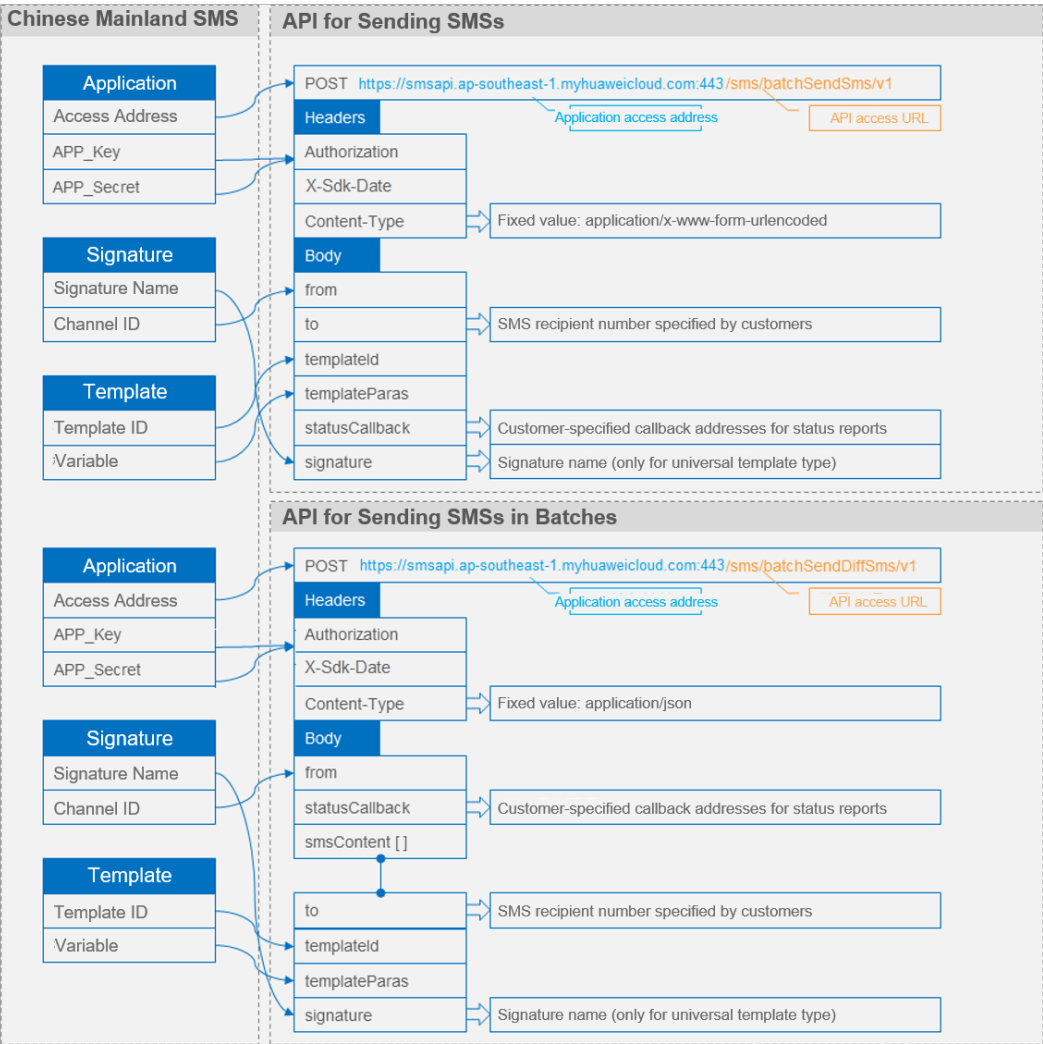 Chinese Mainland SMS
API for Sending SMSs
Application
Access Address
APP_Key
APP_Secret
Signature
Signature Name
Channel ID
Template
Template ID
Variable
POST https://smsapi.ap-southeast-1.myhuaweicloud.com:443/sms/batchSendSms/v1
Application access address
API access URL
Headers
Authorization
X-Sdk-Date
Content-Type
Fixed value: application/x-www-form-urlencoded
Body
from
to
SMS recipient number specified by customers
templateId
templateParas
statusCallback
Customer-specified callback addresses for status reports
signature
Signature name (only for universal template type)
API for Sending SMSs in Batches
Application
Access Address
APP_Key
APP_Secret
Signature
Signature Name
Channel ID
Template
Template ID
Variable
POST https://smsapi.ap-southeast-1.myhuaweicloud.com:443/sms/batchSendDiffSms/v1
Application access address
API access URL
Headers
Authorization
X-Sdk-Date
Content-Type
Fixed value: application/json
Body
from
statusCallback
Customer-specified callback addresses for status reports
smsContent [ ]
to
SMS recipient number specified by customers
templateId
templateParas
signature
Signature name (only for universal template type)